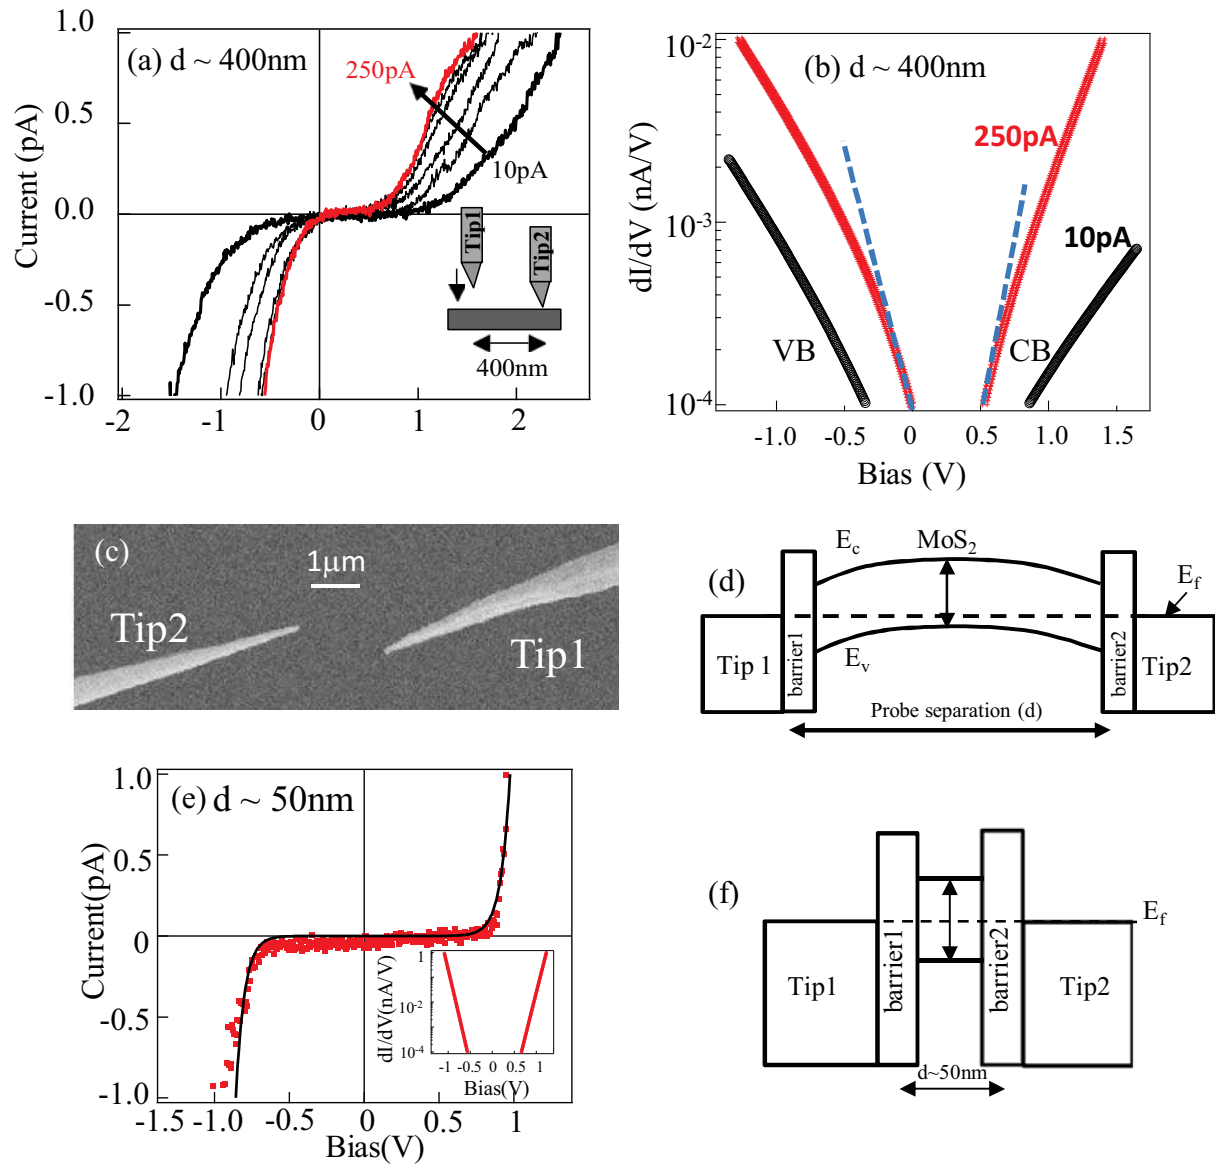 (a) d ~ 400nm
1.0
0.5
0.0
-0.5
-1.0
Current (pA)
250pA
10pA
Tip1
Tip2
400nm
-2
-1
0
1
2
(b) d ~ 400nm
10-2
10-3
10-4
dI/dV (nA/V)
250pA
10pA
VB
CB
-1.0
-0.5
0
0.5
1.0
1.5
Bias (V)
(c)
1μm
Tip2
Tip1
(d)
Ec
MoS2
Ef
Tip 1
barrier1
Ev
barrier2
Tip2
Probe separation (d)
(e) d ~ 50nm
1.0
0.5
0
-0.5
-1.0
Current(pA)
1
10-2
10-4
dI/dV(nA/V)
-1
-0.5
0
0.5
1
Bias(V)
-1.5
-1.0
-0.5
0
0.5
1
Bias(V)
(f)
Ef
Tip1
barrier1
barrier2
Tip2
d~50nm